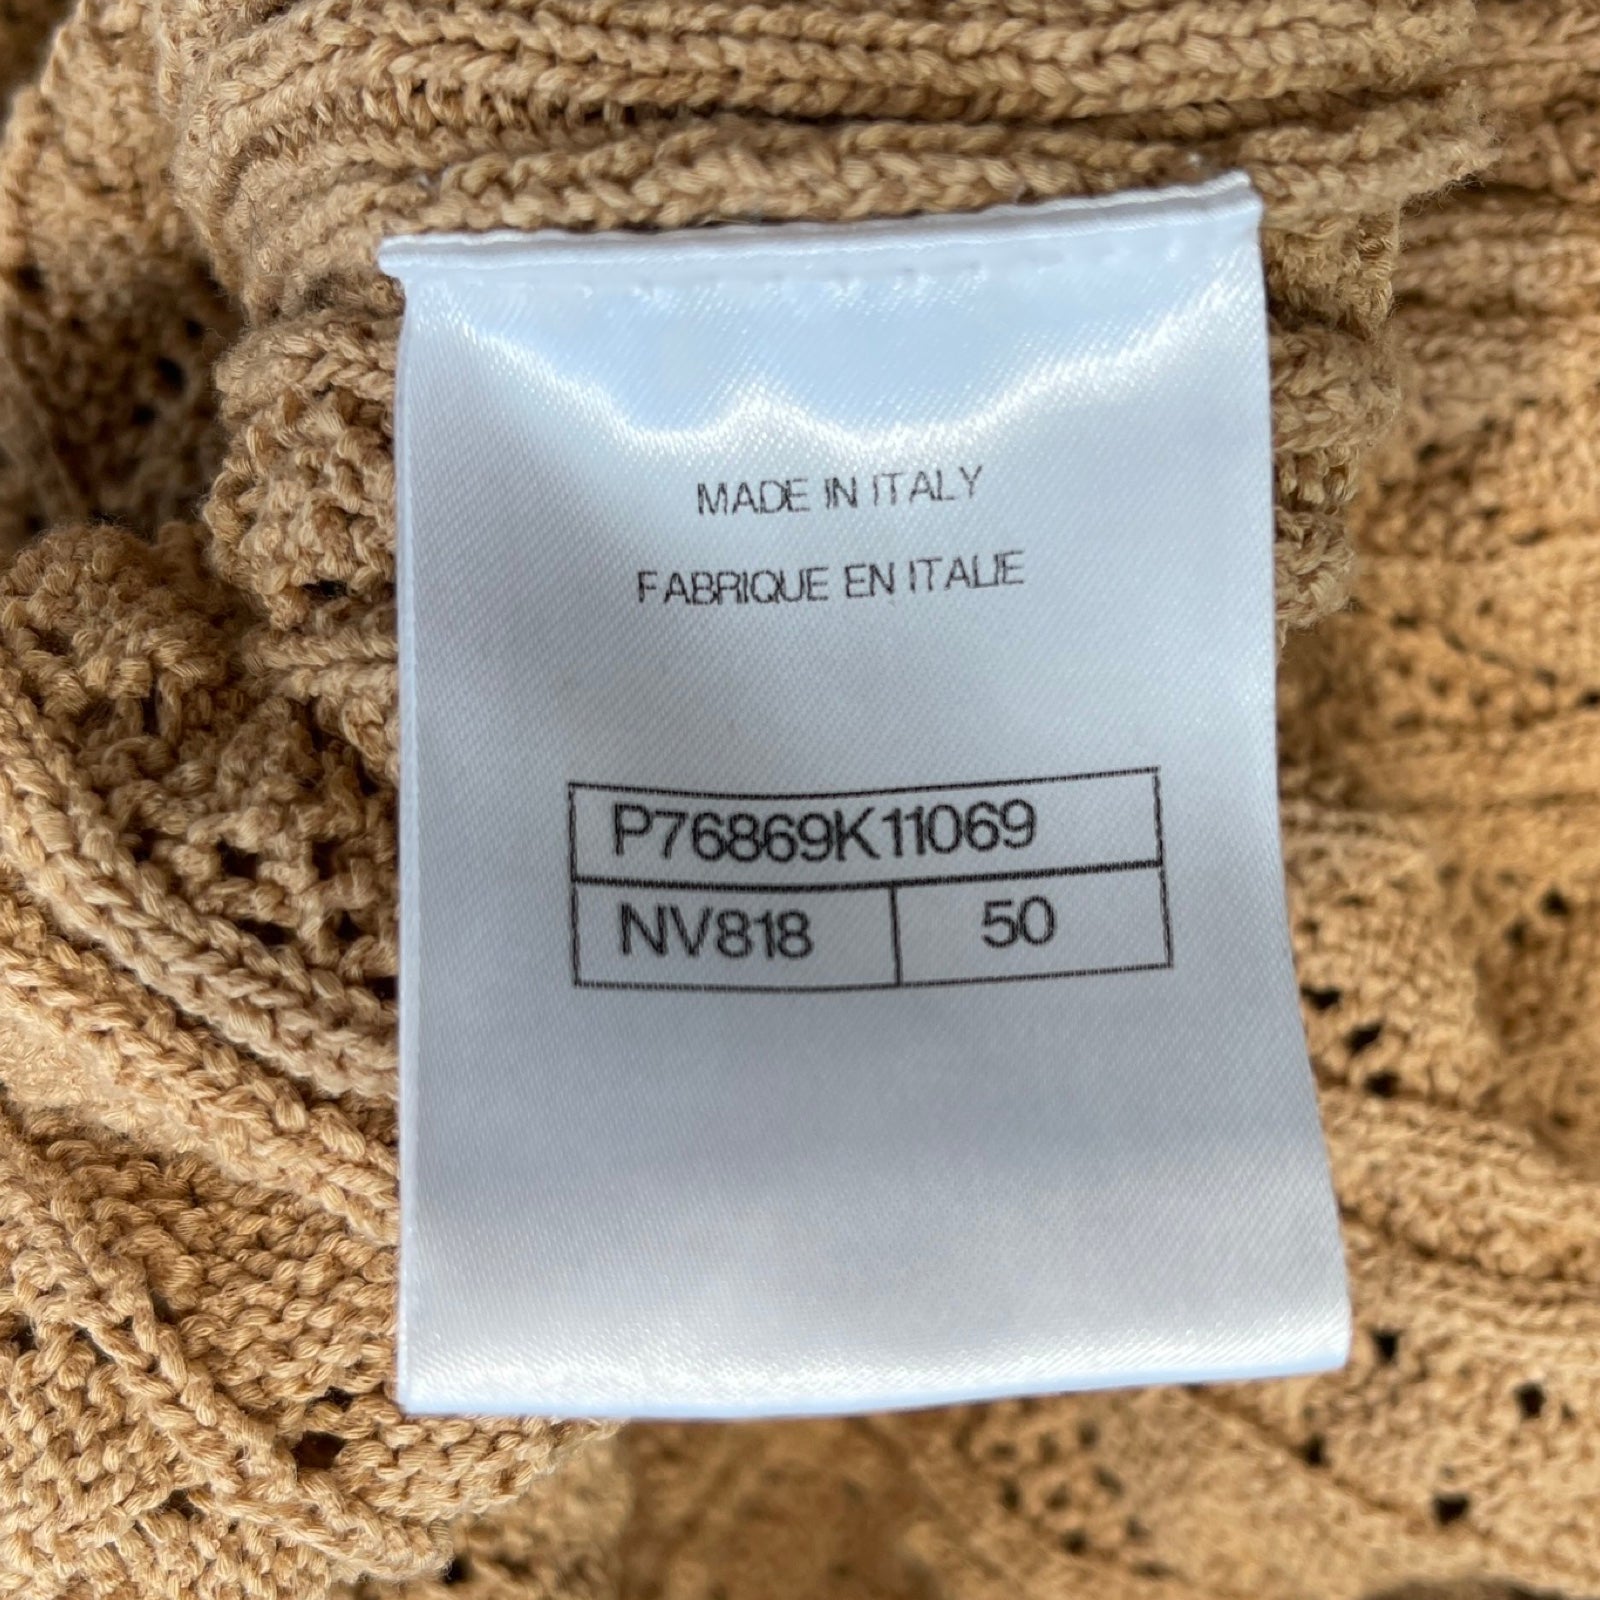 MADE IN ITALY
FABRIQUE EN ITALIE
P76869K11069
NV818 50